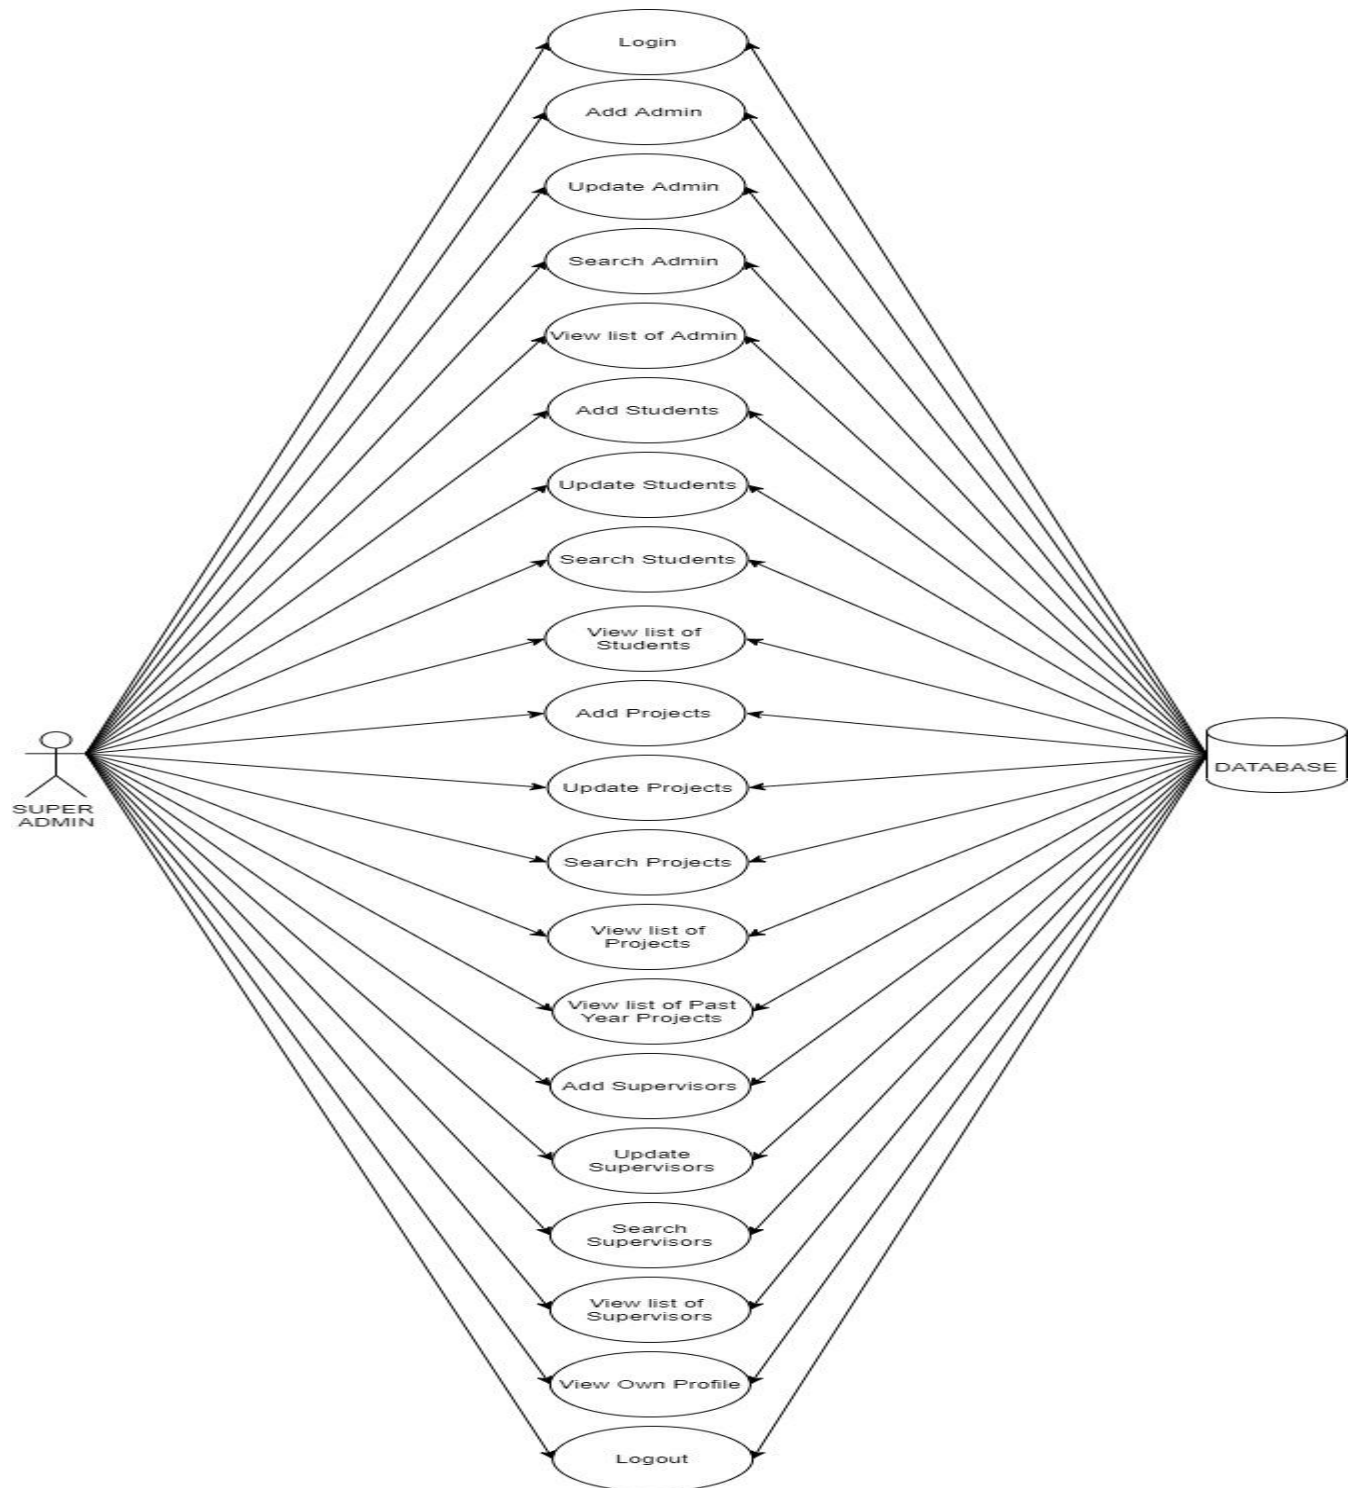 Login
Add Admin
Update Admin
Search Admin
View list of Admin
Add Students
Update Students
Search Students
View list of
Students
Add Projects
SUPER
ADMIN
DATABASE
Update Projects
Search Projects
View list of
Projects
View list of Past
Year Projects
Add Supervisors
Update
Supervisors
Search
Supervisors
View list of
Supervisors
View Own Profile
Logout